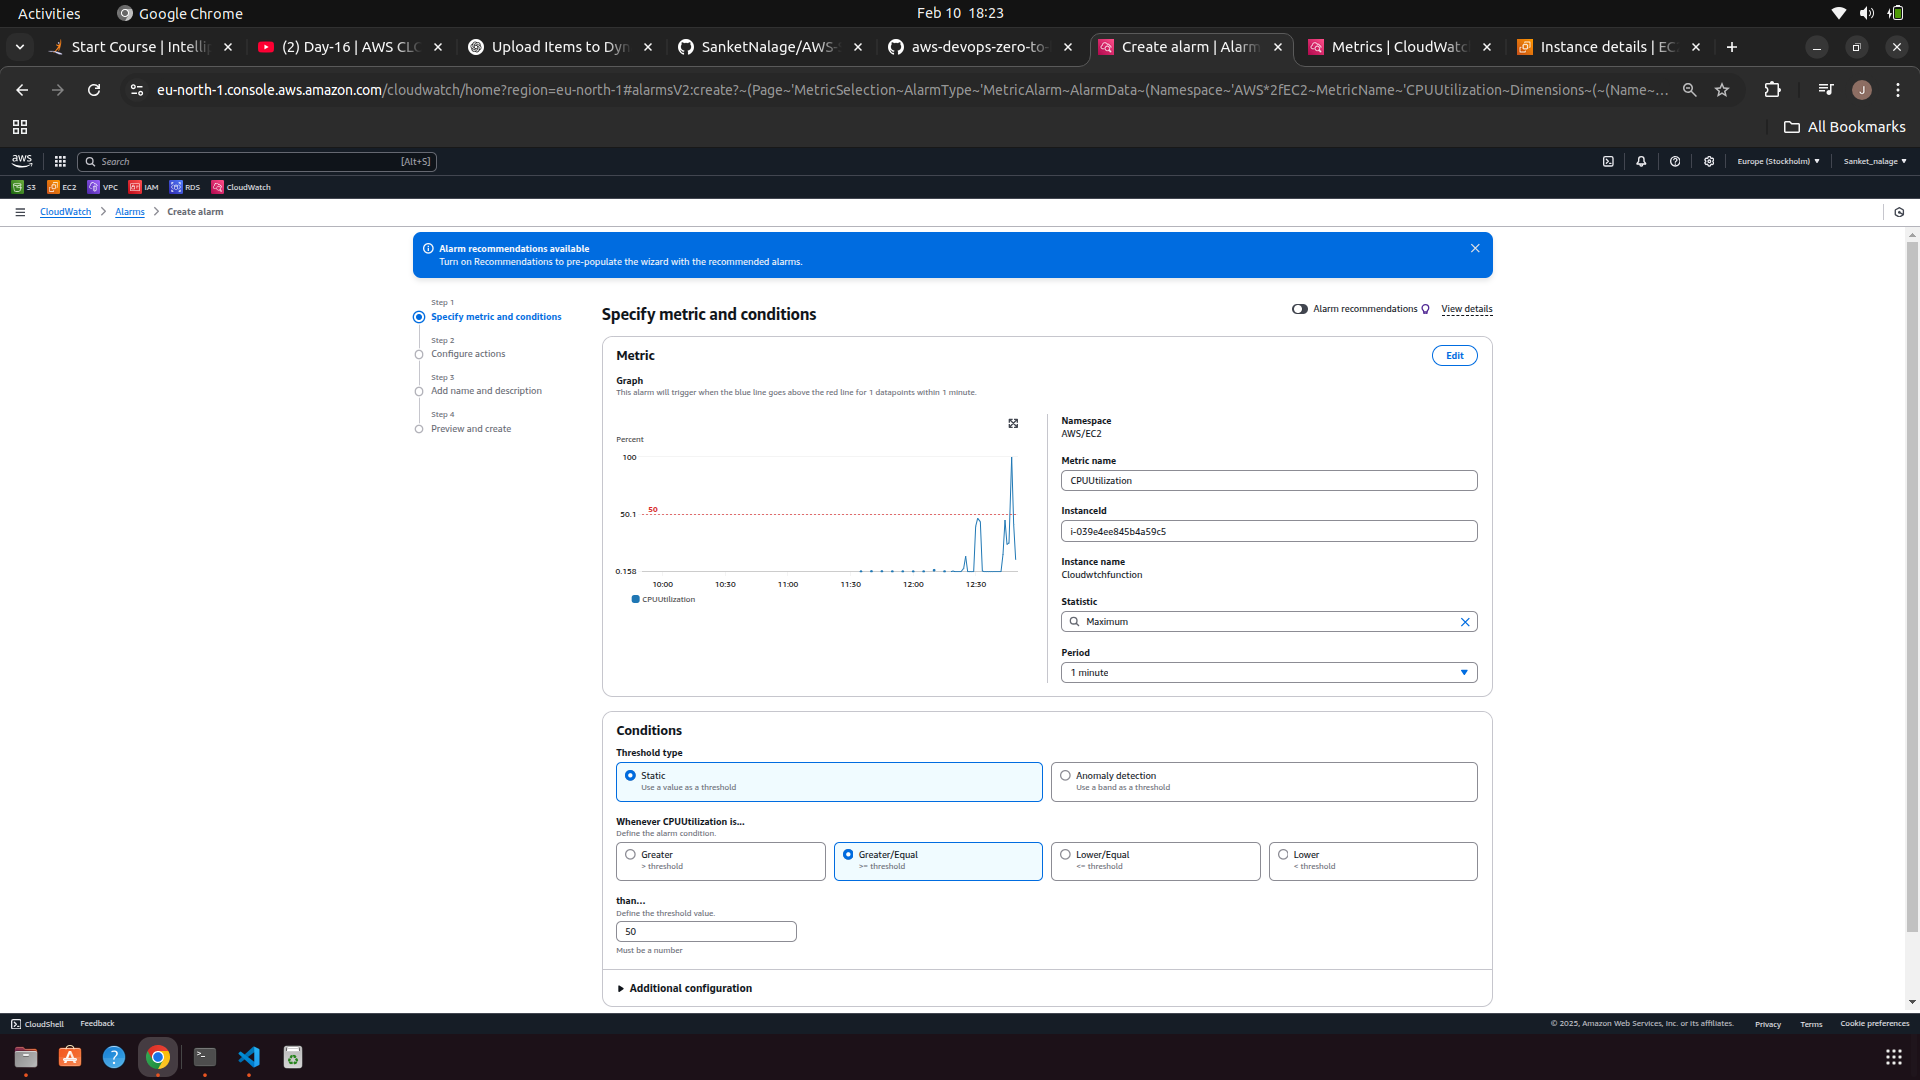 Activities
Google Chrome
Feb 10 18:23
Start Course | Intellip
(2) Day-16 | AWS CLO
Upload Items to Dyn
SanketNalage/AWS-
aws-devops-zero-to-
Create alarm | Alarm
Metrics | CloudWatc
Instance details | EC
eu-north-1.console.aws.amazon.com/cloudwatch/home?region=eu-north-1#alarmsV2:create?~(Page~'MetricSelection~AlarmType~'MetricAlarm~AlarmData~(Namespace~'AWS*2fEC2~MetricName~'CPUUtilization~Dimensions~(~(Name~...
J
All Bookmarks
aws
Search
[Alt+S]
Europe (Stockholm)
Sanket_nalage
S3
EC2
VPC
IAM
RDS
CloudWatch
CloudWatch
Alarms
Create alarm
Alarm recommendations available
Turn on Recommendations to pre-populate the wizard with the recommended alarms.
Step 1
Specify metric and conditions
Step 2
Configure actions
Step 3
Add name and description
Step 4
Preview and create
Specify metric and conditions
Alarm recommendations
View details
Metric
Edit
Graph
This alarm will trigger when the blue line goes above the red line for 1 datapoints within 1 minute.
Percent
100
50
50.1
0.158
10:00
10:30
11:00
11:30
12:00
12:30
CPUUtilization
Namespace
AWS/EC2
Metric name
CPUUtilization
InstanceId
i-039e4ee845b4a59c5
Instance name
Cloudwtchfunction
Statistic
Maximum
Period
1 minute
Conditions
Threshold type
Static
Use a value as a threshold
Anomaly detection
Use a band as a threshold
Whenever CPUUtilization is...
Define the alarm condition.
Greater
> threshold
Greater/Equal
>= threshold
Lower/Equal
<= threshold
Lower
< threshold
than...
Define the threshold value.
50
Must be a number
Additional configuration
CloudShell
Feedback
© 2025, Amazon Web Services, Inc. or its affiliates.
Privacy
Terms
Cookie preferences